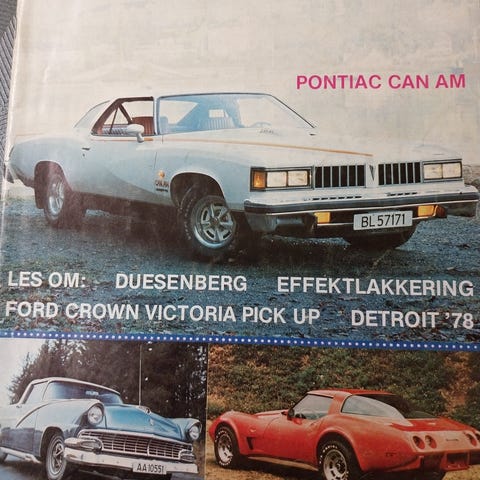 PONTIAC CAN AM
BL 57171
LES OM: DUESENBERG EFFEKTLAKKERING
FORD CROWN VICTORIA PICK UP DETROIT '78
AA 10551